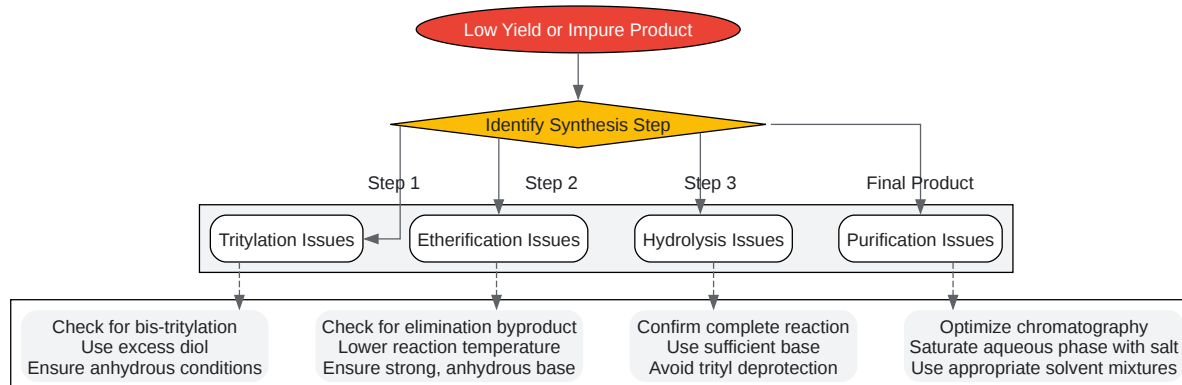 Low Yield or Impure Product
Identify Synthesis Step
Step 1
Step 2
Step 3
Final Product
Tritylation Issues
Etherification Issues
Hydrolysis Issues
Purification Issues
Check for bis-tritylation
Use excess diol
Ensure anhydrous conditions
Check for elimination byproduct
Lower reaction temperature
Ensure strong, anhydrous base
Confirm complete reaction
Use sufficient base
Avoid trityl deprotection
Optimize chromatography
Saturate aqueous phase with salt
Use appropriate solvent mixtures